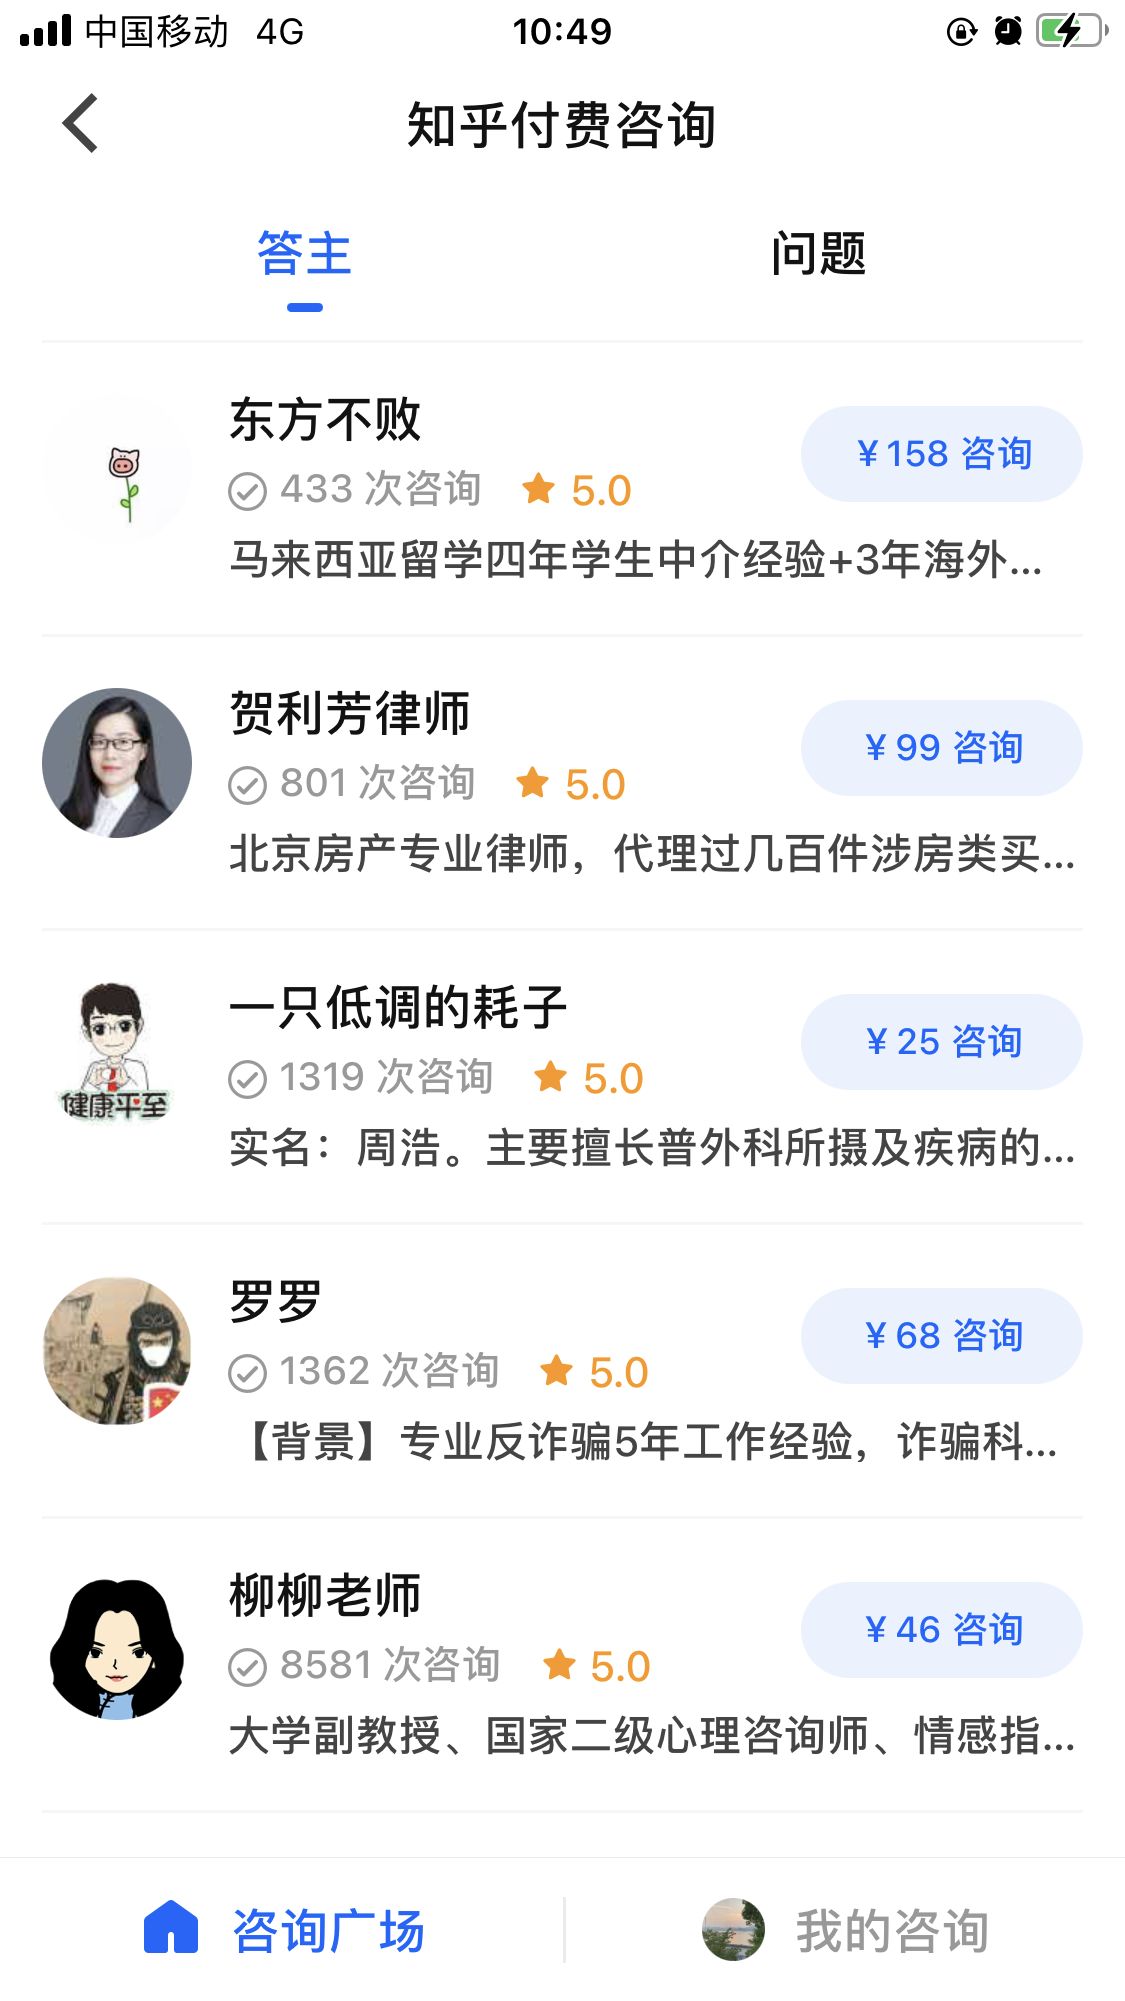 中国移动 4G 10:49
知乎付费咨询
答主 问题
东方不败
¥158 咨询
433 次咨询 5.0
马来西亚留学四年学生中介经验+3年海外...
贺利芳律师
¥99 咨询
801 次咨询 5.0
北京房产专业律师，代理过几百件涉房类买...
一只低调的耗子
¥25 咨询
1319 次咨询 5.0
健康平至
实名：周浩。主要擅长普外科所摄及疾病的...
罗罗
¥68 咨询
1362 次咨询 5.0
【背景】专业反诈骗5年工作经验，诈骗科...
柳柳老师
¥46 咨询
8581 次咨询 5.0
大学副教授、国家二级心理咨询师、情感指...
咨询广场 我的咨询